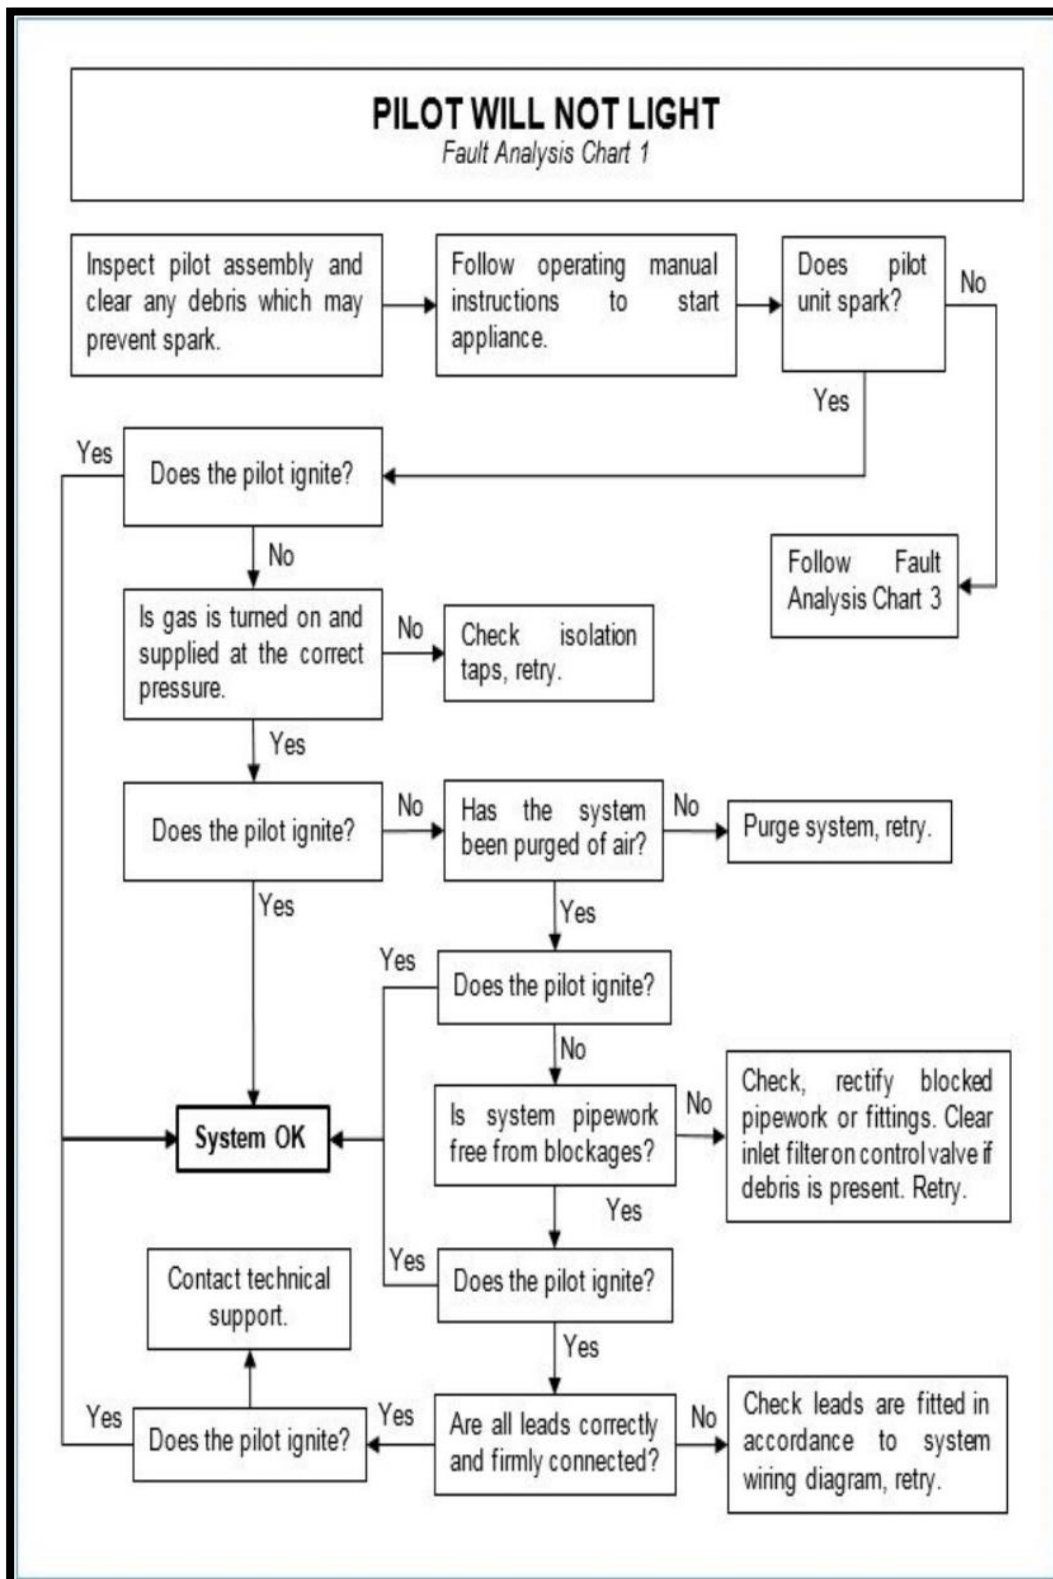 PILOT WILL NOT LIGHT
Fault Analysis Chart 1
Inspect pilot assembly and
clear any debris which may
prevent spark.
Follow operating manual
instructions to start
appliance.
Does pilot
unit spark?
No
Yes
Yes
Does the pilot ignite?
No
Follow Fault
Analysis Chart 3
Is gas is turned on and
supplied at the correct
pressure.
No
Check isolation
taps, retry.
Yes
Does the pilot ignite?
No
Has the system
been purged of air?
No
Purge system, retry.
Yes
Yes
Yes
Does the pilot ignite?
No
System OK
Is system pipework
free from blockages?
No
Check, rectify blocked
pipework or fittings. Clear
inlet filter on control valve if
debris is present. Retry.
Yes
Contact technical
support.
Yes
Does the pilot ignite?
Yes
Yes
Does the pilot ignite?
Yes
Are all leads correctly
and firmly connected?
No
Check leads are fitted in
accordance to system
wiring diagram, retry.